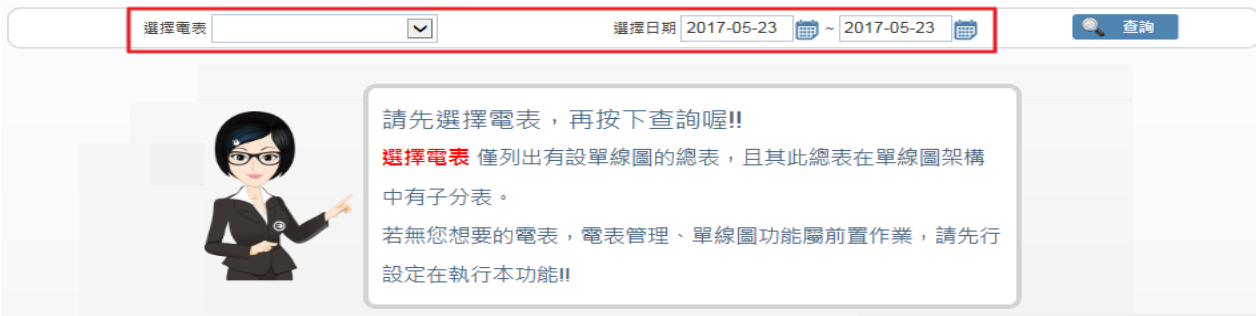 選擇電表 選擇日期 2017-05-23 ~ 2017-05-23 查詢
請先選擇電表，再按下查詢喔!!
選擇電表 僅列出有設單線圖的總表，且其此總表在單線圖架構
中有子分表。
若無您想要的電表，電表管理、單線圖功能屬前置作業，請先行
設定在執行本功能!!